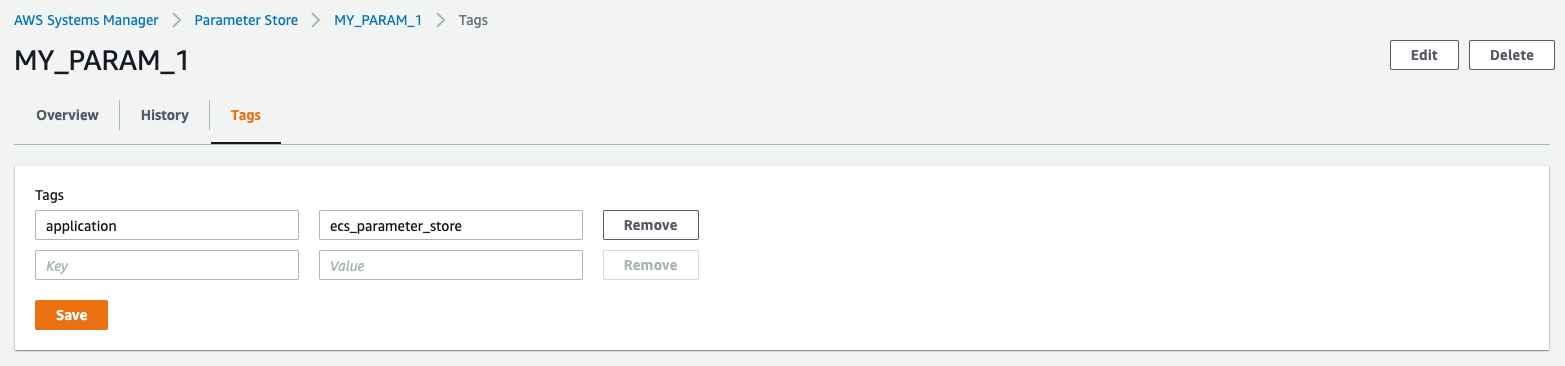 AWS Systems Manager > Parameter Store > MY_PARAM_1 > Tags
MY_PARAM_1
Edit Delete
Overview History Tags
Tags
application ecs_parameter_store Remove
Key Value Remove
Save